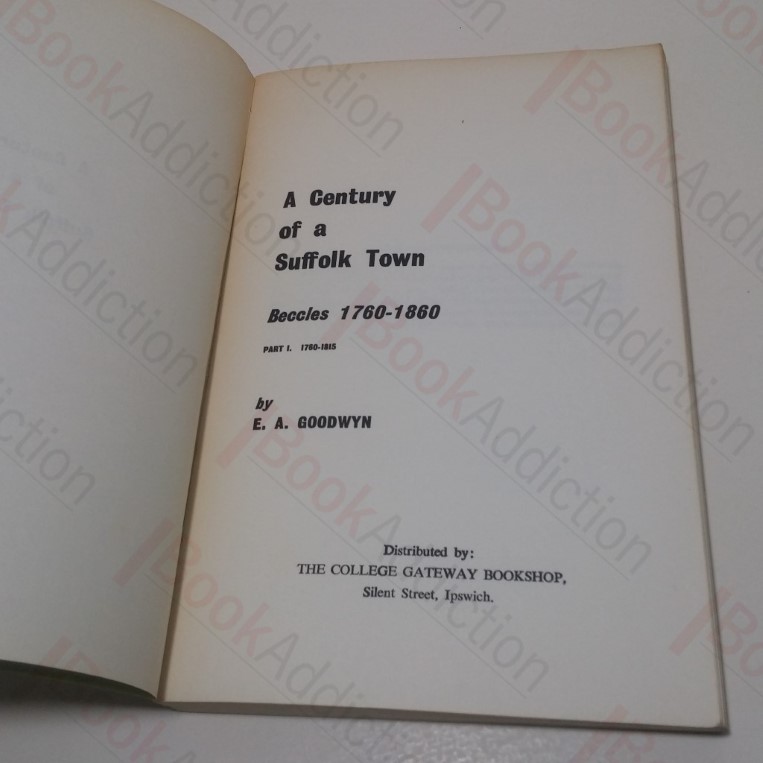 A Century
of a
Suffolk Town
Beccles 1760-1860
PART I. 1760-1815
by
E. A. GOODWYN
Distributed by:
THE COLLEGE GATEWAY BOOKSHOP,
Silent Street, Ipswich.
BookAddiction